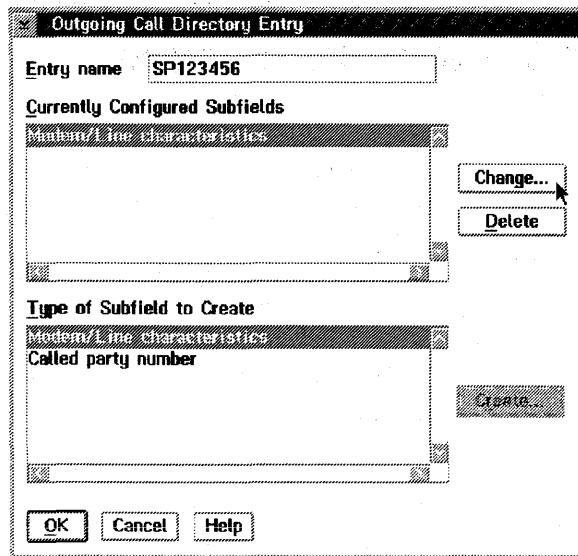 Outgoing Call Directory Entry
Entry name SP123456
Currently Configured Subfields
Modem/Line characteristics
Change...
Delete
Type of Subfield to Create
Modem/Line characteristics
Called party number
Create...
OK Cancel Help